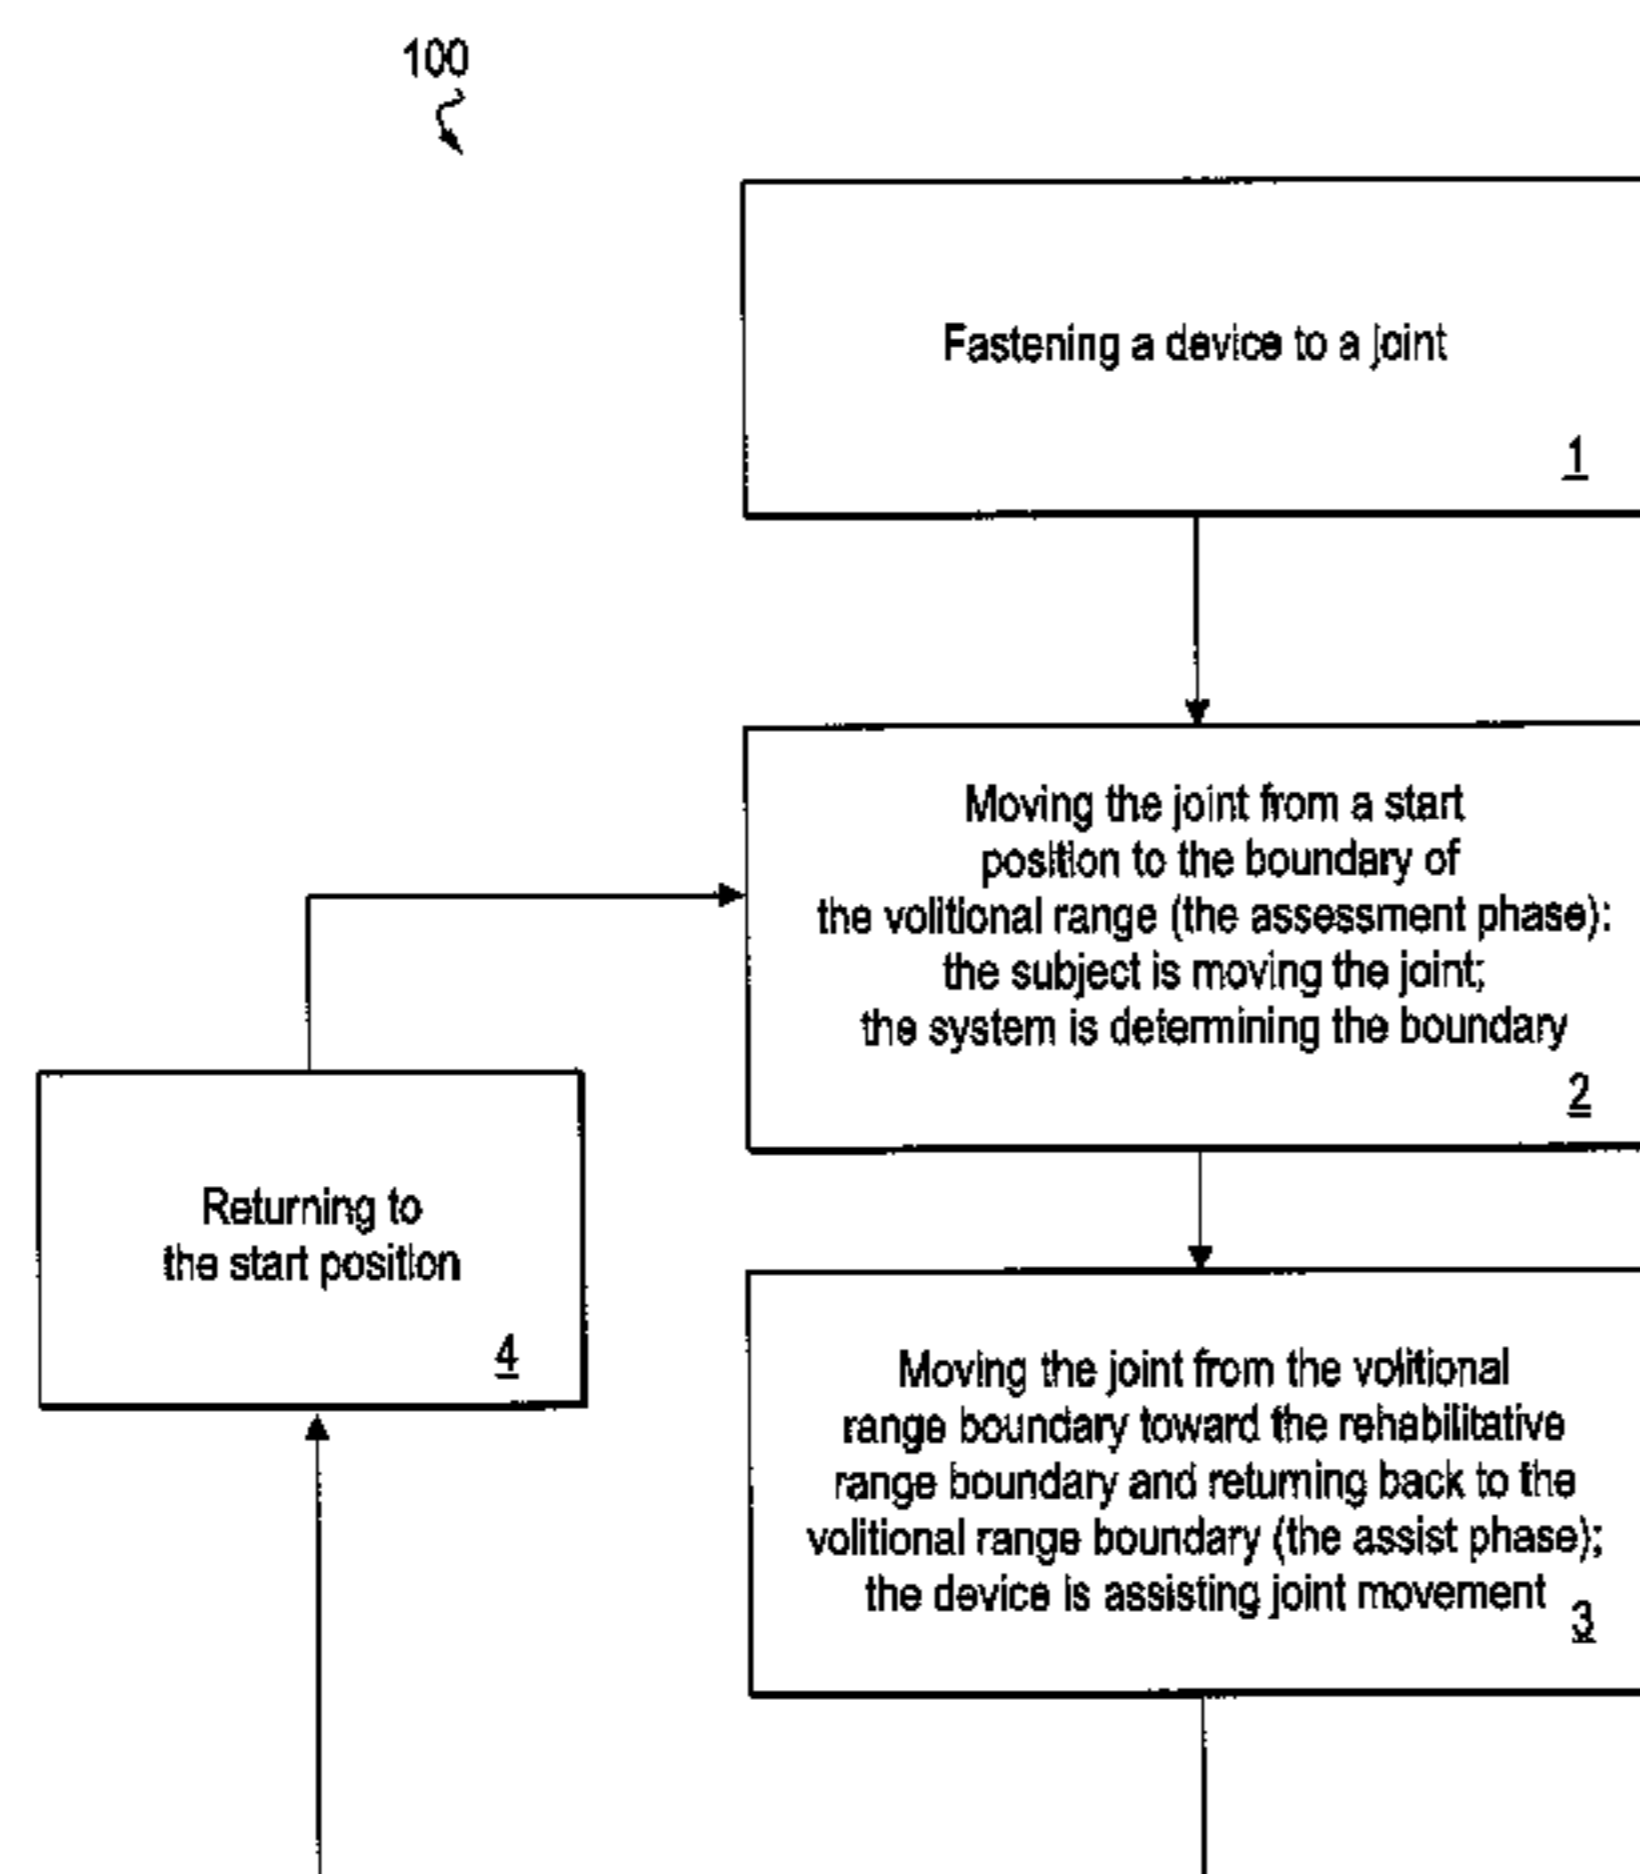 100
Fastening a device to a joint
1
Moving the joint from a start
position to the boundary of
the volitional range (the assessment phase):
the subject is moving the joint;
the system is determining the boundary
2
Returning to
the start position
4
Moving the joint from the volitional
range boundary toward the rehabilitative
range boundary and returning back to the
volitional range boundary (the assist phase);
the device is assisting joint movement
3